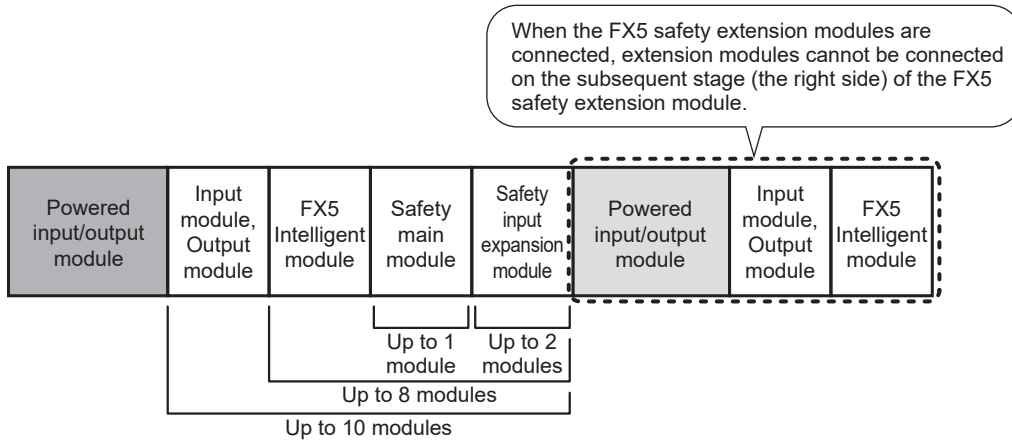 When the FX5 safety extension modules are
connected, extension modules cannot be connected
on the subsequent stage (the right side) of the FX5
safety extension module.
Powered
input/output
module
Input
module,
Output
module
FX5
Intelligent
module
Safety
main
module
Safety
input
expansion
module
Powered
input/output
module
Input
module,
Output
module
FX5
Intelligent
module
Up to 1
module
Up to 2
modules
Up to 8 modules
Up to 10 modules